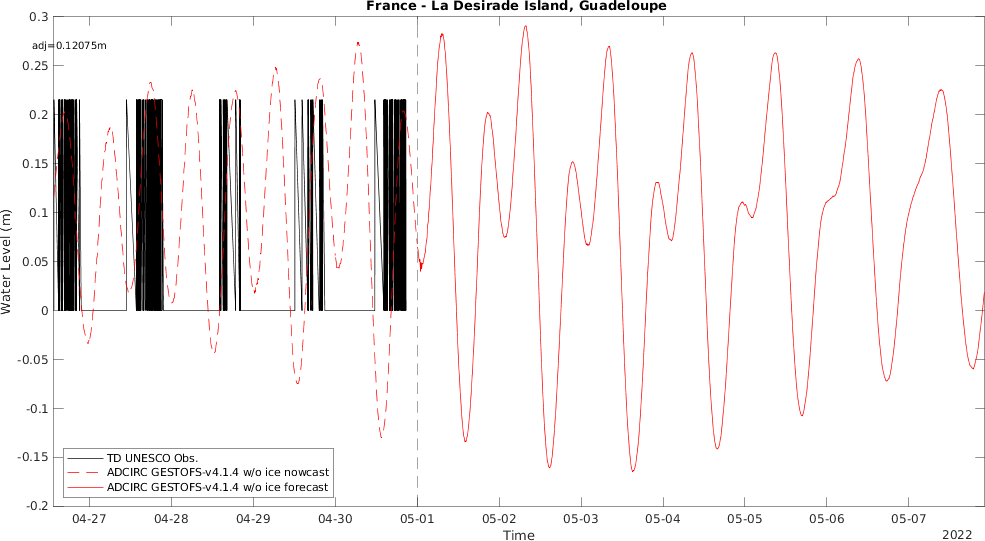 France - La Desirade Island, Guadeloupe
adj=0.12075m
0.3
0.25
0.2
0.15
0.1
0.05
0
-0.05
-0.1
-0.15
-0.2
Water Level (m)
TD UNESCO Obs.
ADCIRC GESTOFS-v4.1.4 w/o ice nowcast
ADCIRC GESTOFS-v4.1.4 w/o ice forecast
04-27 04-28 04-29 04-30 05-01 05-02 05-03 05-04 05-05 05-06 05-07
Time
2022